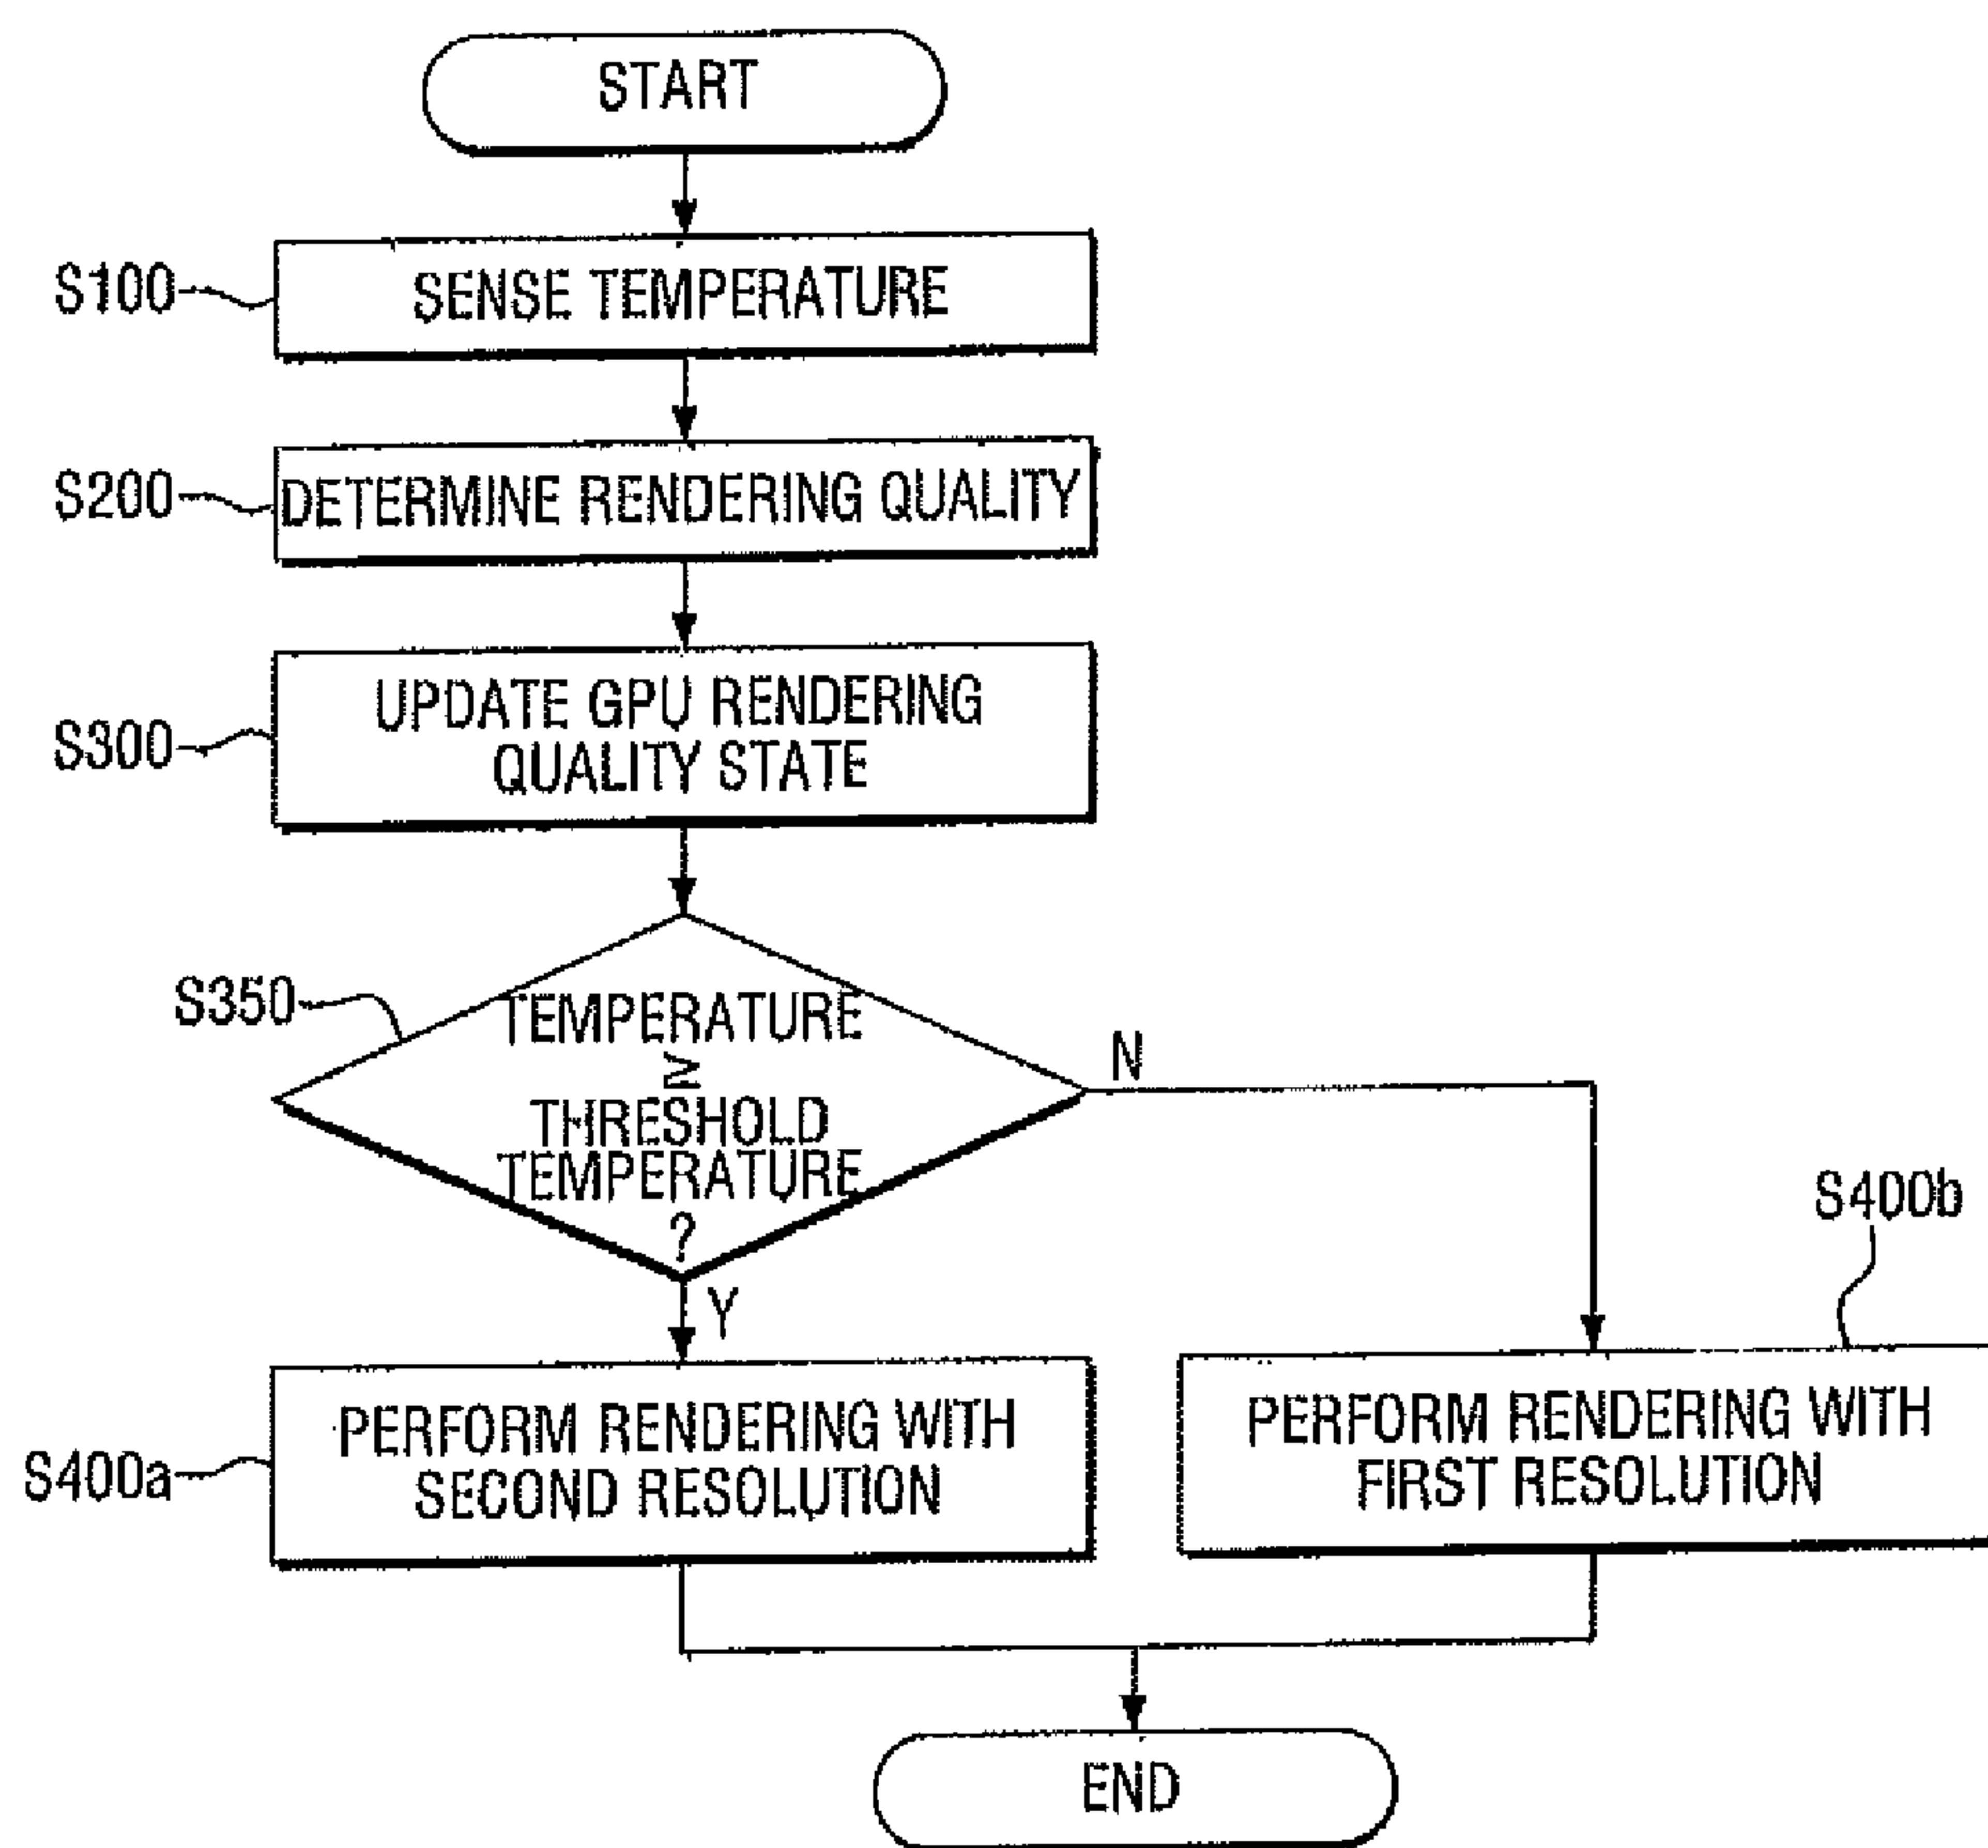 START
S100
SENSE TEMPERATURE
S200
DETERMINE RENDERING QUALITY
S300
UPDATE GPU RENDERING
QUALITY STATE
S350
TEMPERATURE
≥
THRESHOLD
TEMPERATURE
?
N
Y
S400b
S400a
PERFORM RENDERING WITH
SECOND RESOLUTION
PERFORM RENDERING WITH
FIRST RESOLUTION
END